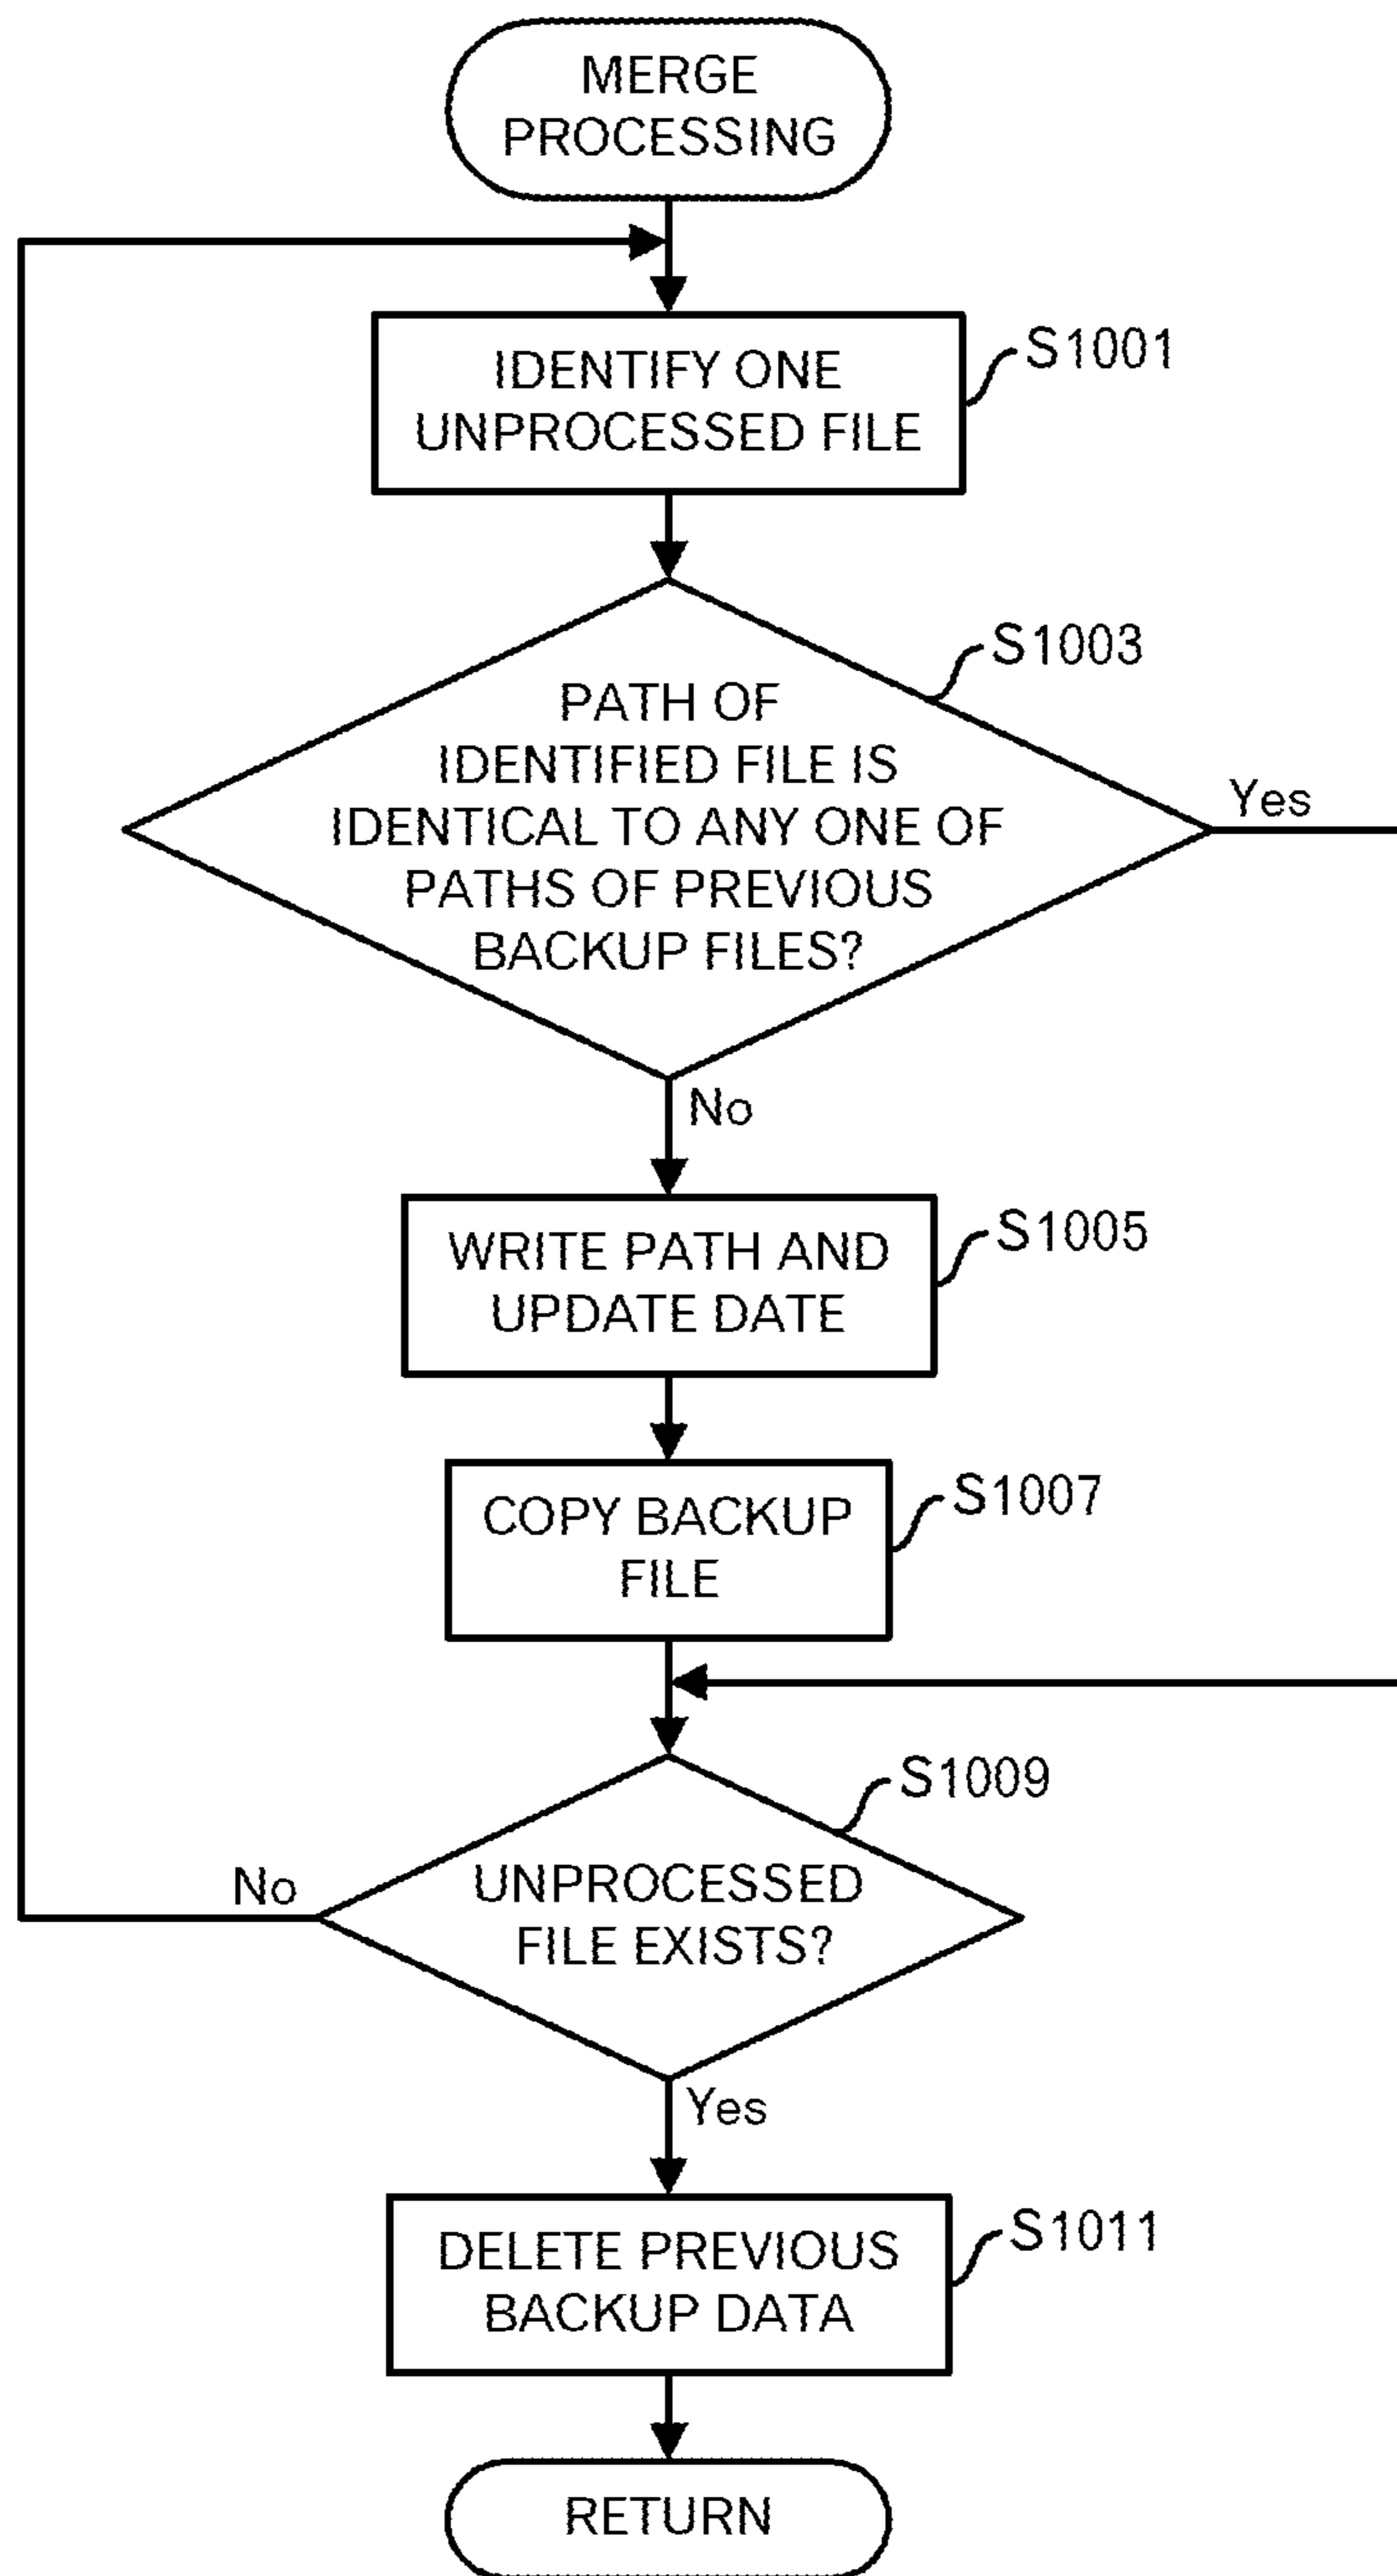 MERGE
PROCESSING
IDENTIFY ONE
UNPROCESSED FILE
S1001
S1003
PATH OF
IDENTIFIED FILE IS
IDENTICAL TO ANY ONE OF
PATHS OF PREVIOUS
BACKUP FILES?
Yes
No
WRITE PATH AND
UPDATE DATE
S1005
COPY BACKUP
FILE
S1007
S1009
UNPROCESSED
FILE EXISTS?
No
Yes
DELETE PREVIOUS
BACKUP DATA
S1011
RETURN